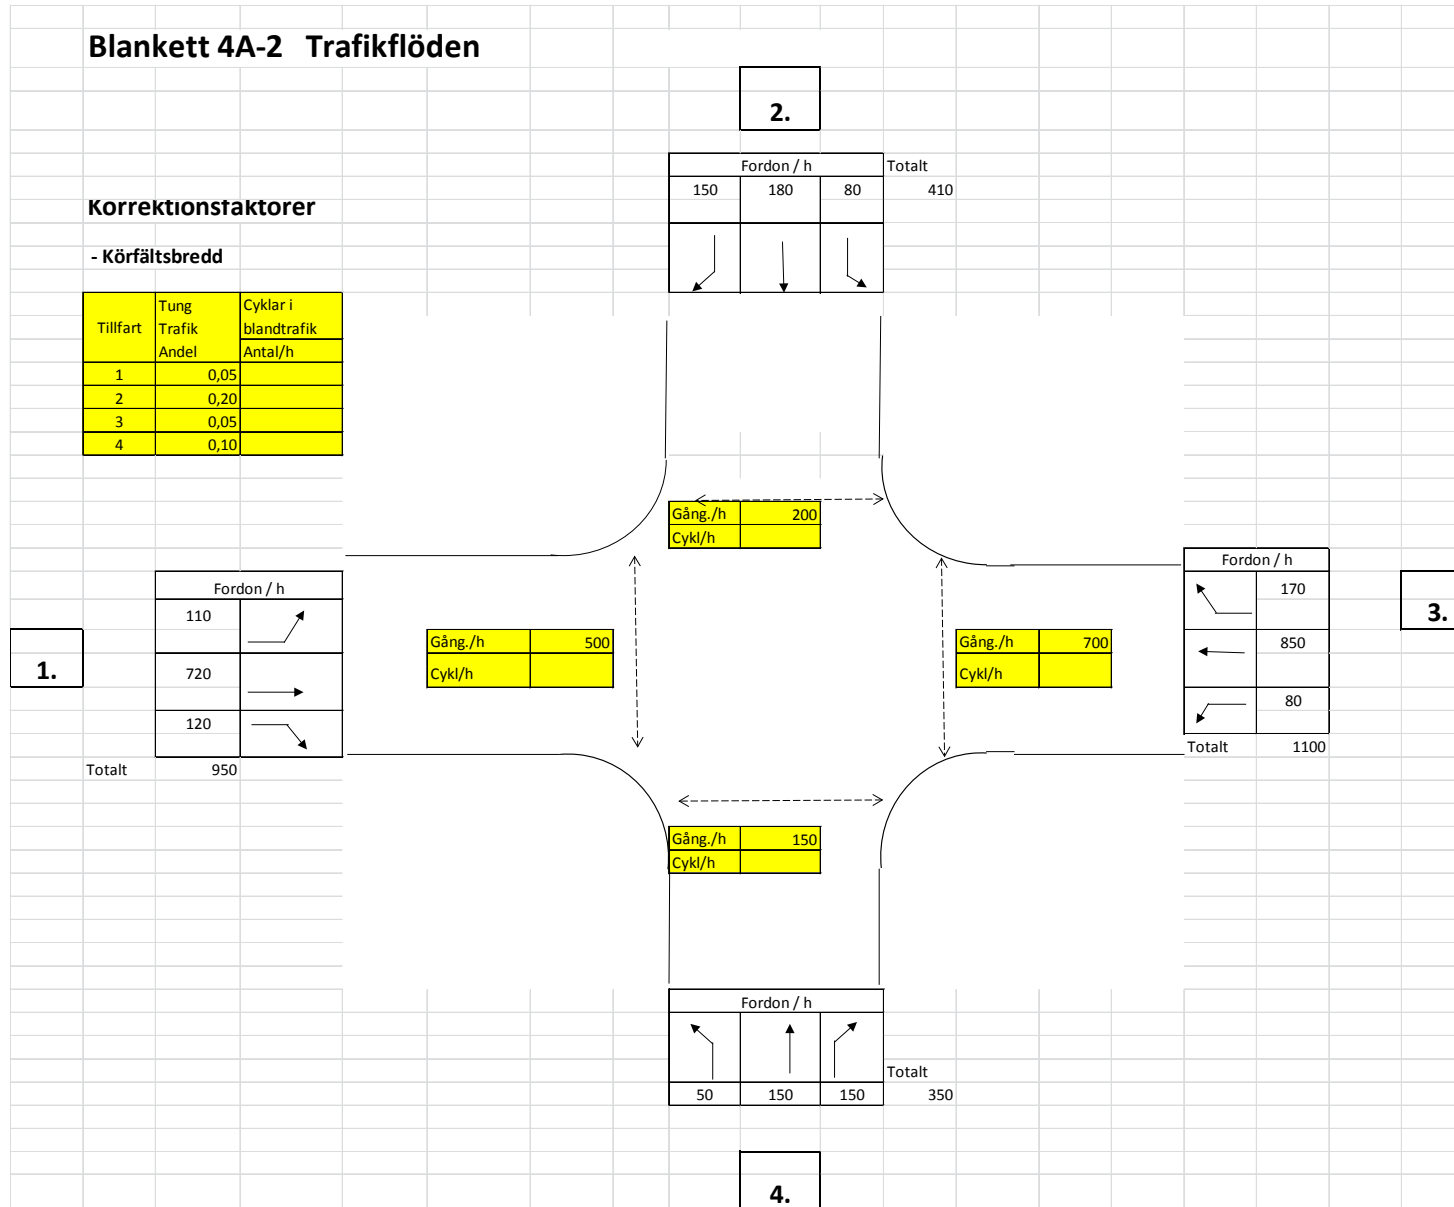 Blankett 4A-2 Trafikflöden
2.
Fordon / h Totalt
150 180 80 410
Korrektionsfaktorer
- Körfältsbredd
Tillfart Tung Trafik Andel Cyklar i blandtrafik Antal/h
1 0,05
2 0,20
3 0,05
4 0,10
Gång./h 200
Cykl/h
Fordon / h
110
720
120
Totalt 950
1.
Gång./h 500
Cykl/h
Gång./h 700
Cykl/h
Fordon / h
170
850
80
Totalt 1100
3.
Gång./h 150
Cykl/h
Fordon / h
Totalt
50 150 150 350
4.